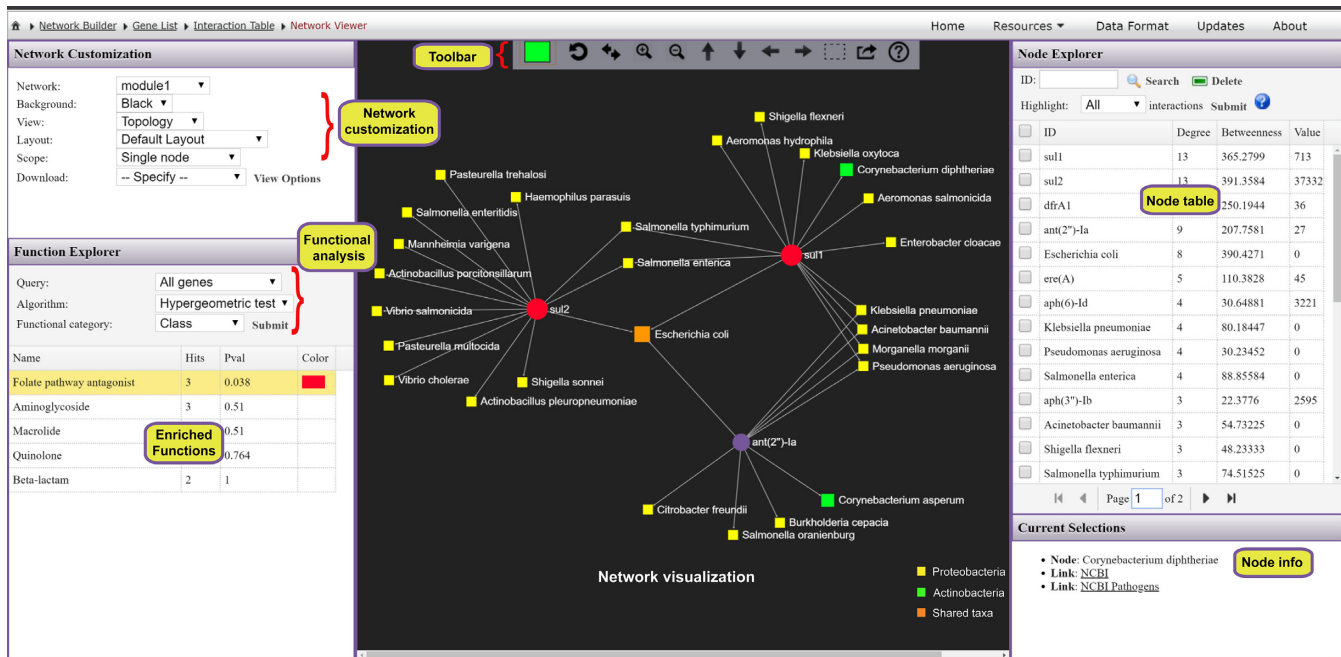 Network Builder Gene List Interaction Table Network Viewer
Home Resources Data Format Updates About
Network Customization
Network: module1
Background: Black
View: Topology
Layout: Default Layout
Scope: Single node
Download: -- Specify -- View Options
Network
customization
Function Explorer
Functional
analysis
Query: All genes
Algorithm: Hypergeometric test
Functional category: Class Submit
Name Hits Pval Color
Folate pathway antagonist 3 0.038
Aminoglycoside 3 0.51
Macrolide 0.51
Quinolone 0.764
Beta-lactam 2 1
Enriched
Functions
Toolbar
Shigella flexneri
Aeromonas hydrophila
Klebsiella oxytoca
Corynebacterium diphtheriae
Pasteurella trehalosi
Haemophilus parasuis
Aeromonas salmonicida
Salmonella enteritidis
Salmonella typhimurium
Mannheimia varigena
Enterobacter cloacae
sul1
Salmonella enterica
Actinobacillus porcitonsillarum
Vibrio salmonicida
sul2
Klebsiella pneumoniae
Acinetobacter baumannii
Escherichia coli
Pasteurella multocida
Morganella morganii
Pseudomonas aeruginosa
Vibrio cholerae
Shigella sonnei
Actinobacillus pleuropneumoniae
ant(2")-Ia
Corynebacterium asperum
Citrobacter freundii
Burkholderia cepacia
Salmonella oranienburg
Network visualization
Proteobacteria
Actinobacteria
Shared taxa
Node Explorer
ID: Search Delete
Highlight: All interactions Submit
ID Degree Betweenness Value
sul1 13 365.2799 713
sul2 13 391.3584 37332
dfrA1 250.1944 36
ant(2")-Ia 9 207.7581 27
Escherichia coli 8 390.4271 0
ere(A) 5 110.3828 45
aph(6)-Id 4 30.64881 3221
Klebsiella pneumoniae 4 80.18447 0
Pseudomonas aeruginosa 4 30.23452 0
Salmonella enterica 4 88.85584 0
aph(3")-Ib 3 22.3776 2595
Acinetobacter baumannii 3 54.73225 0
Shigella flexneri 3 48.23333 0
Salmonella typhimurium 3 74.51525 0
Node table
Page 1 of 2
Current Selections
Node: Corynebacterium diphtheriae
Link: NCBI
Link: NCBI Pathogens
Node info